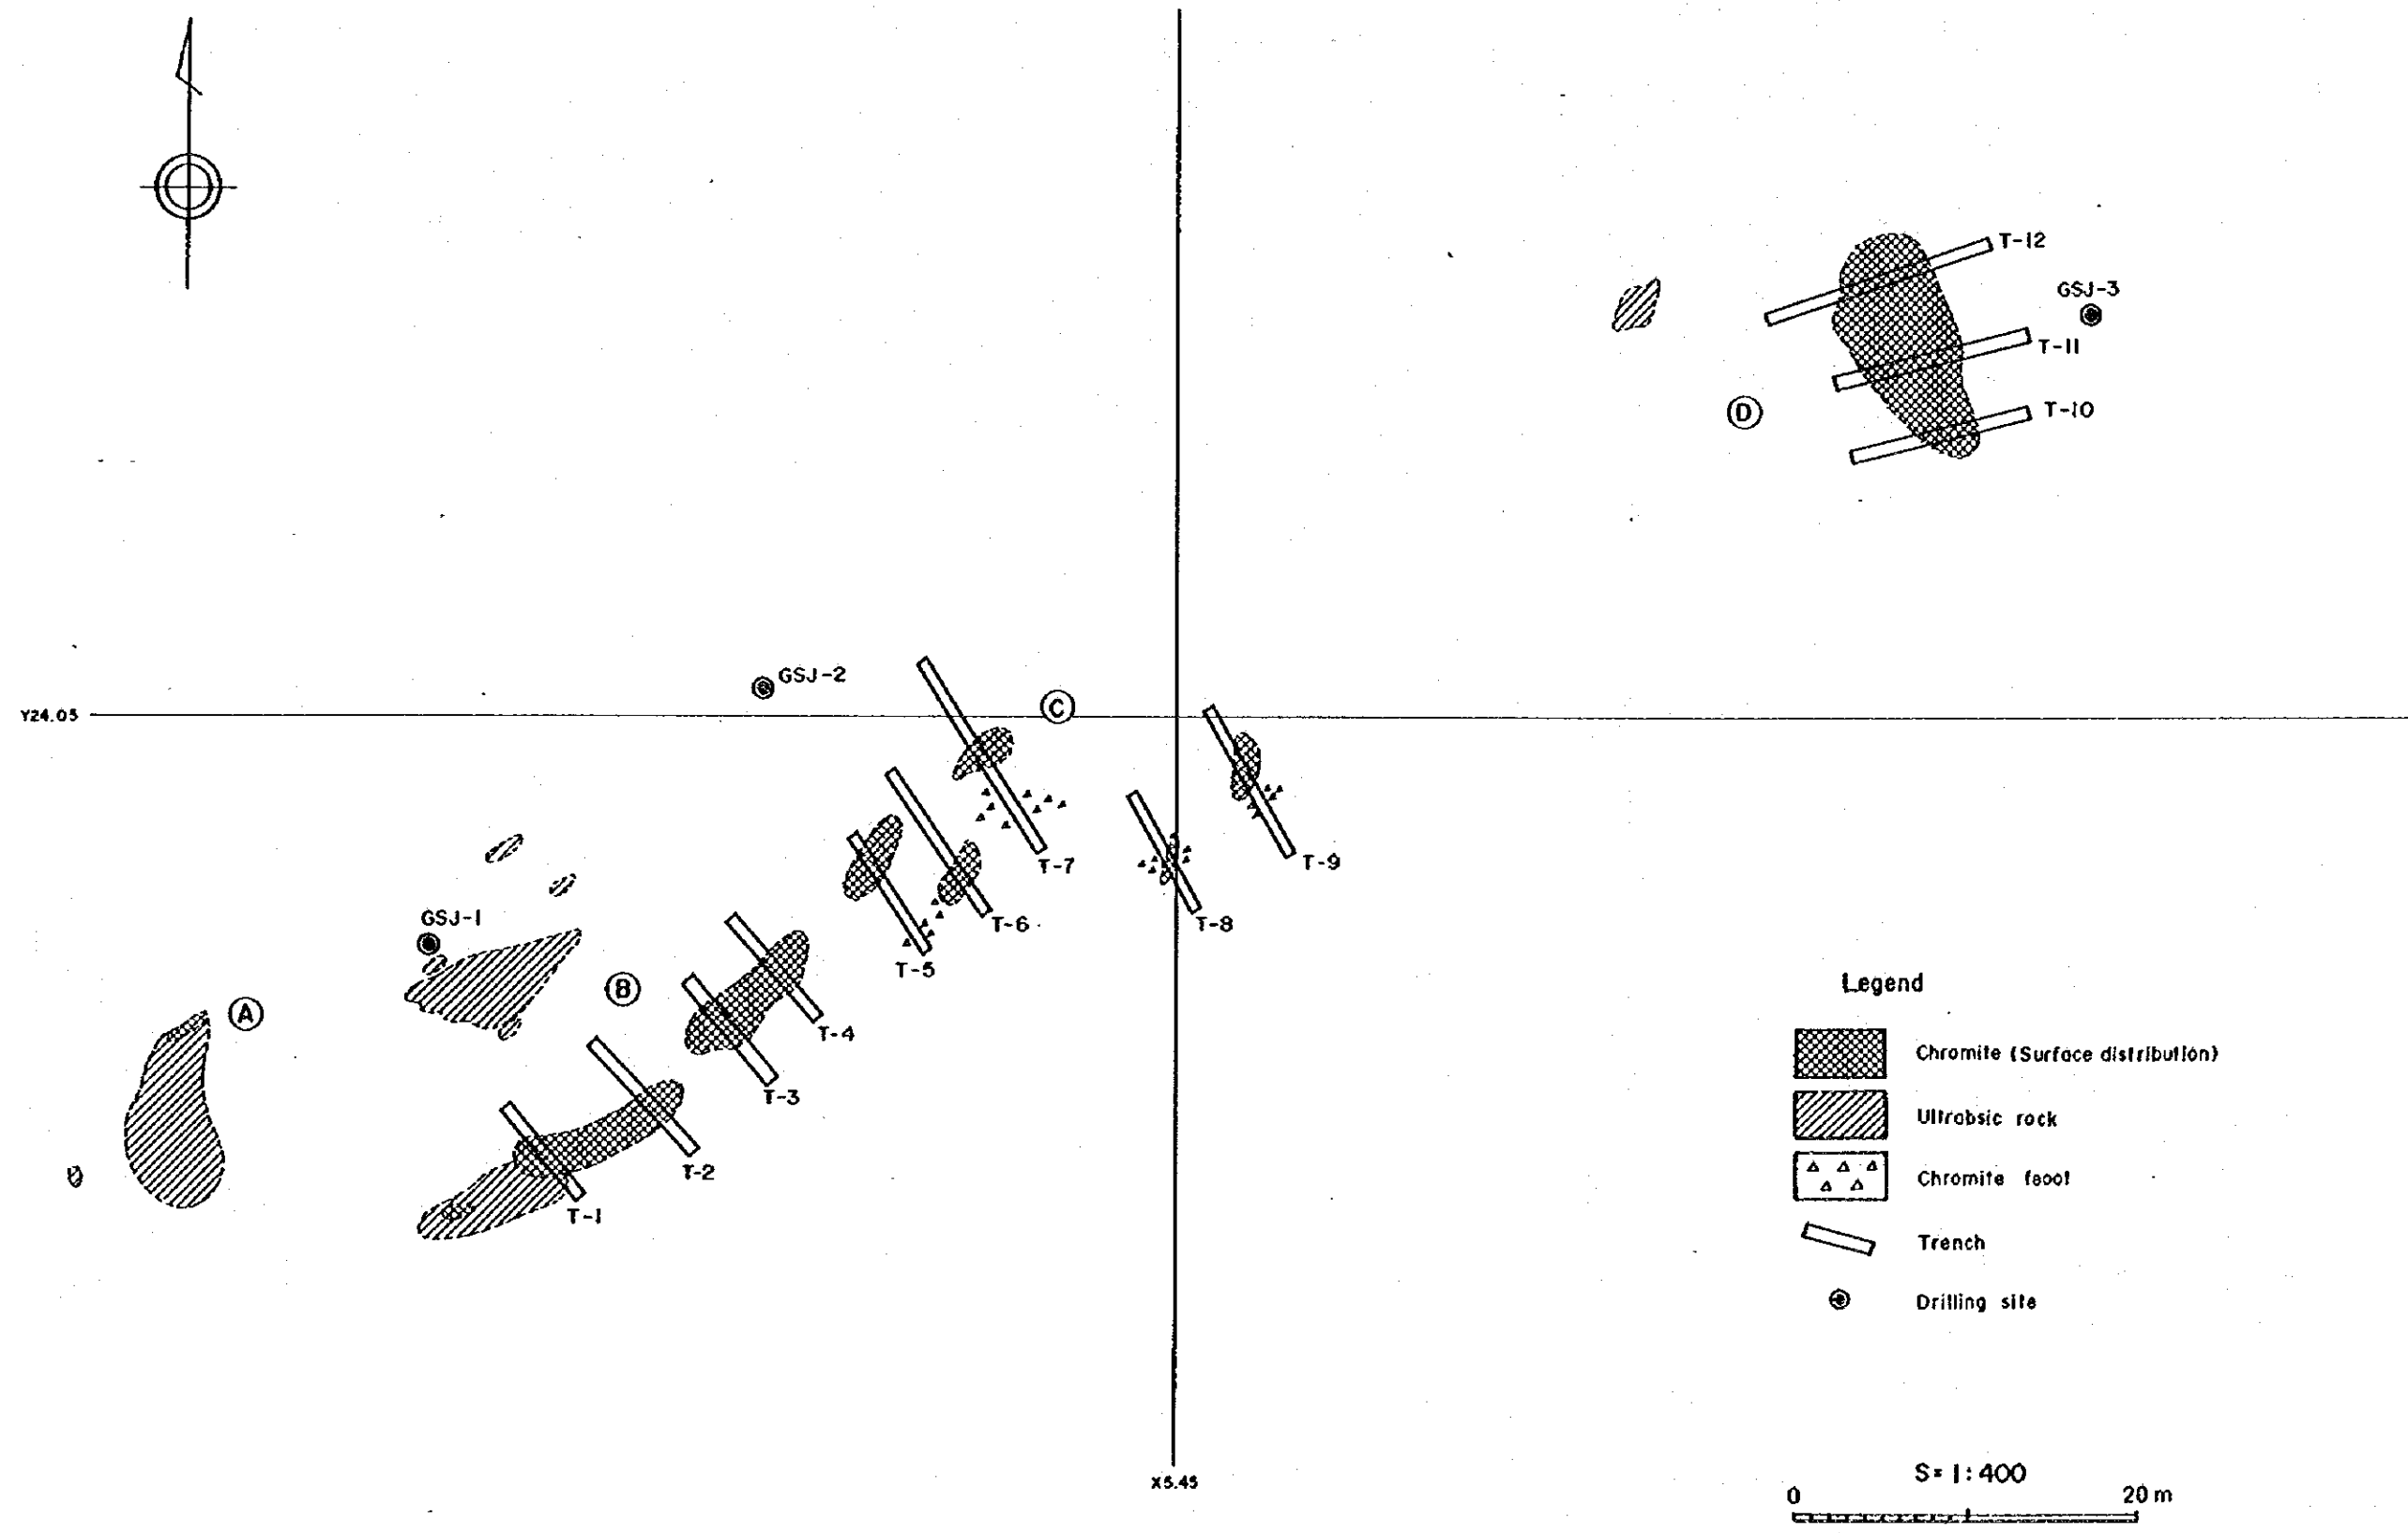 T-12
GSJ-3
T-11
D
T-10
GSJ-2
C
Y24.05
T-7
T-9
GSJ-1
T-6
T-8
T-5
B
A
T-4
T-3
T-2
T-1
Legend
Chromite (Surface distribution)
Ultrabsic rock
Chromite
Trench
Drilling site
X5.45
S=1:400
0 20 m